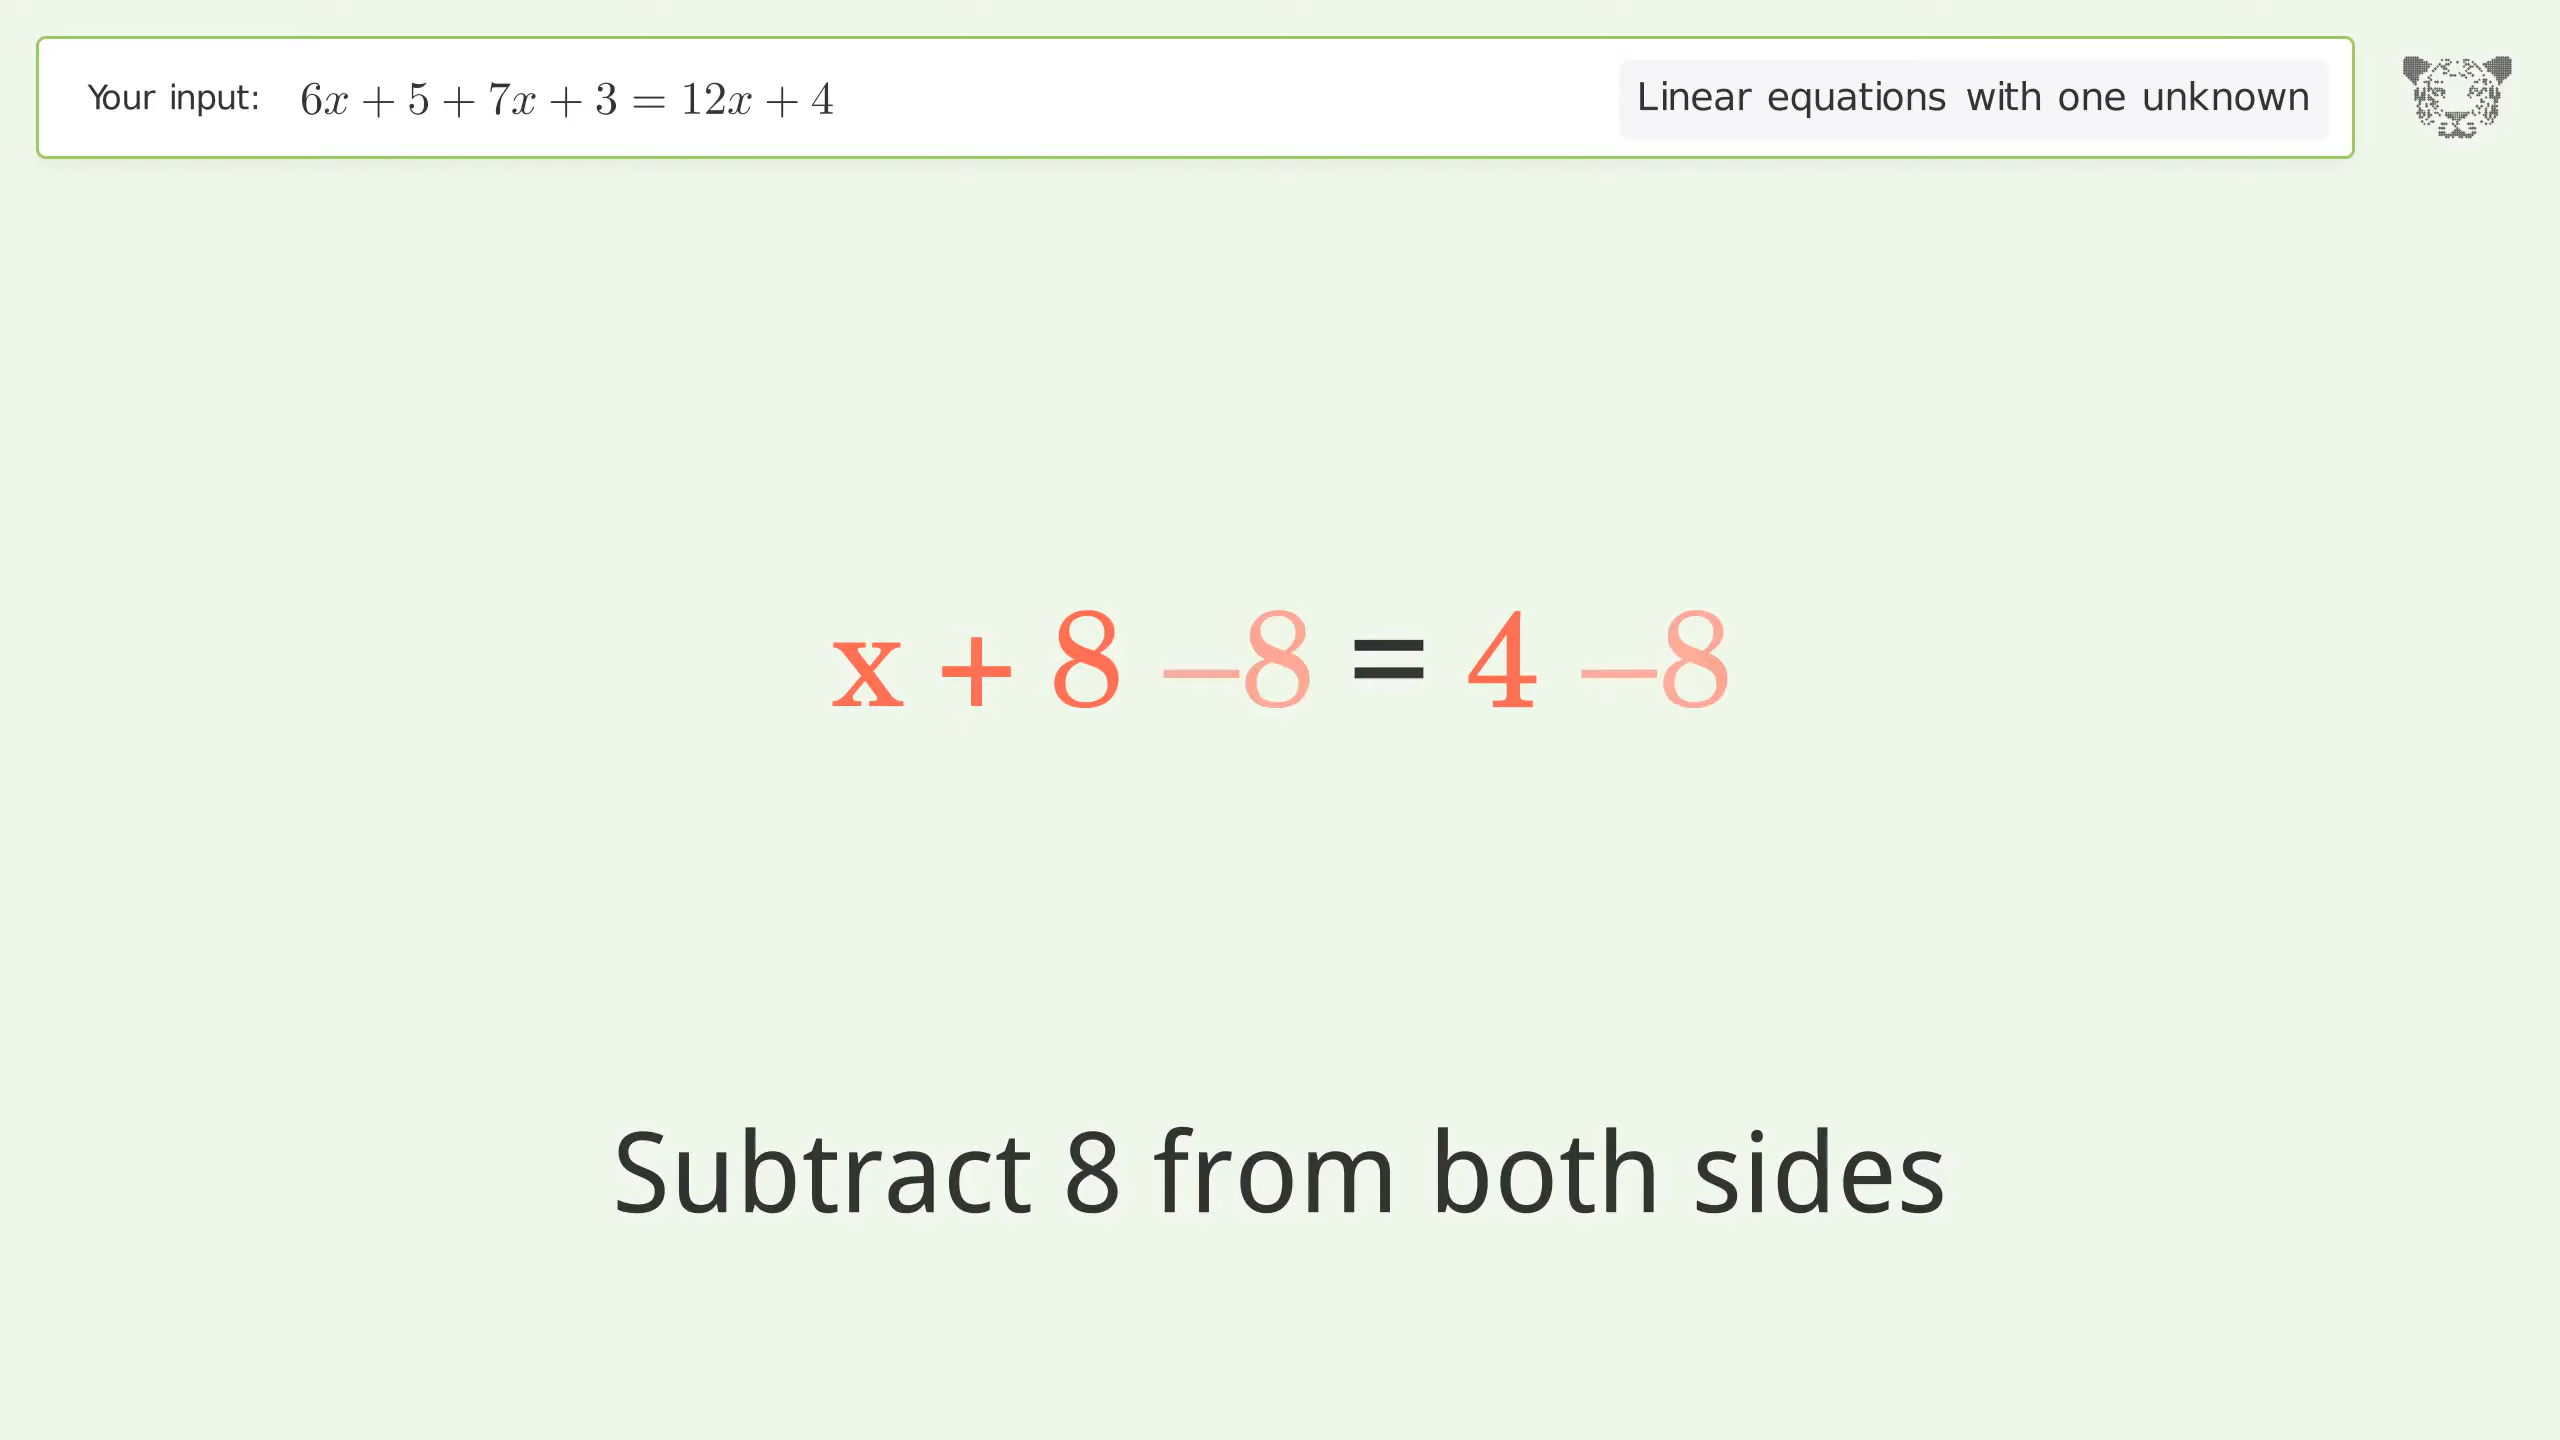 Your input: 6x + 5 + 7x + 3 = 12x + 4
Linear equations with one unknown
x + 8 –8 = 4 –8
Subtract 8 from both sides